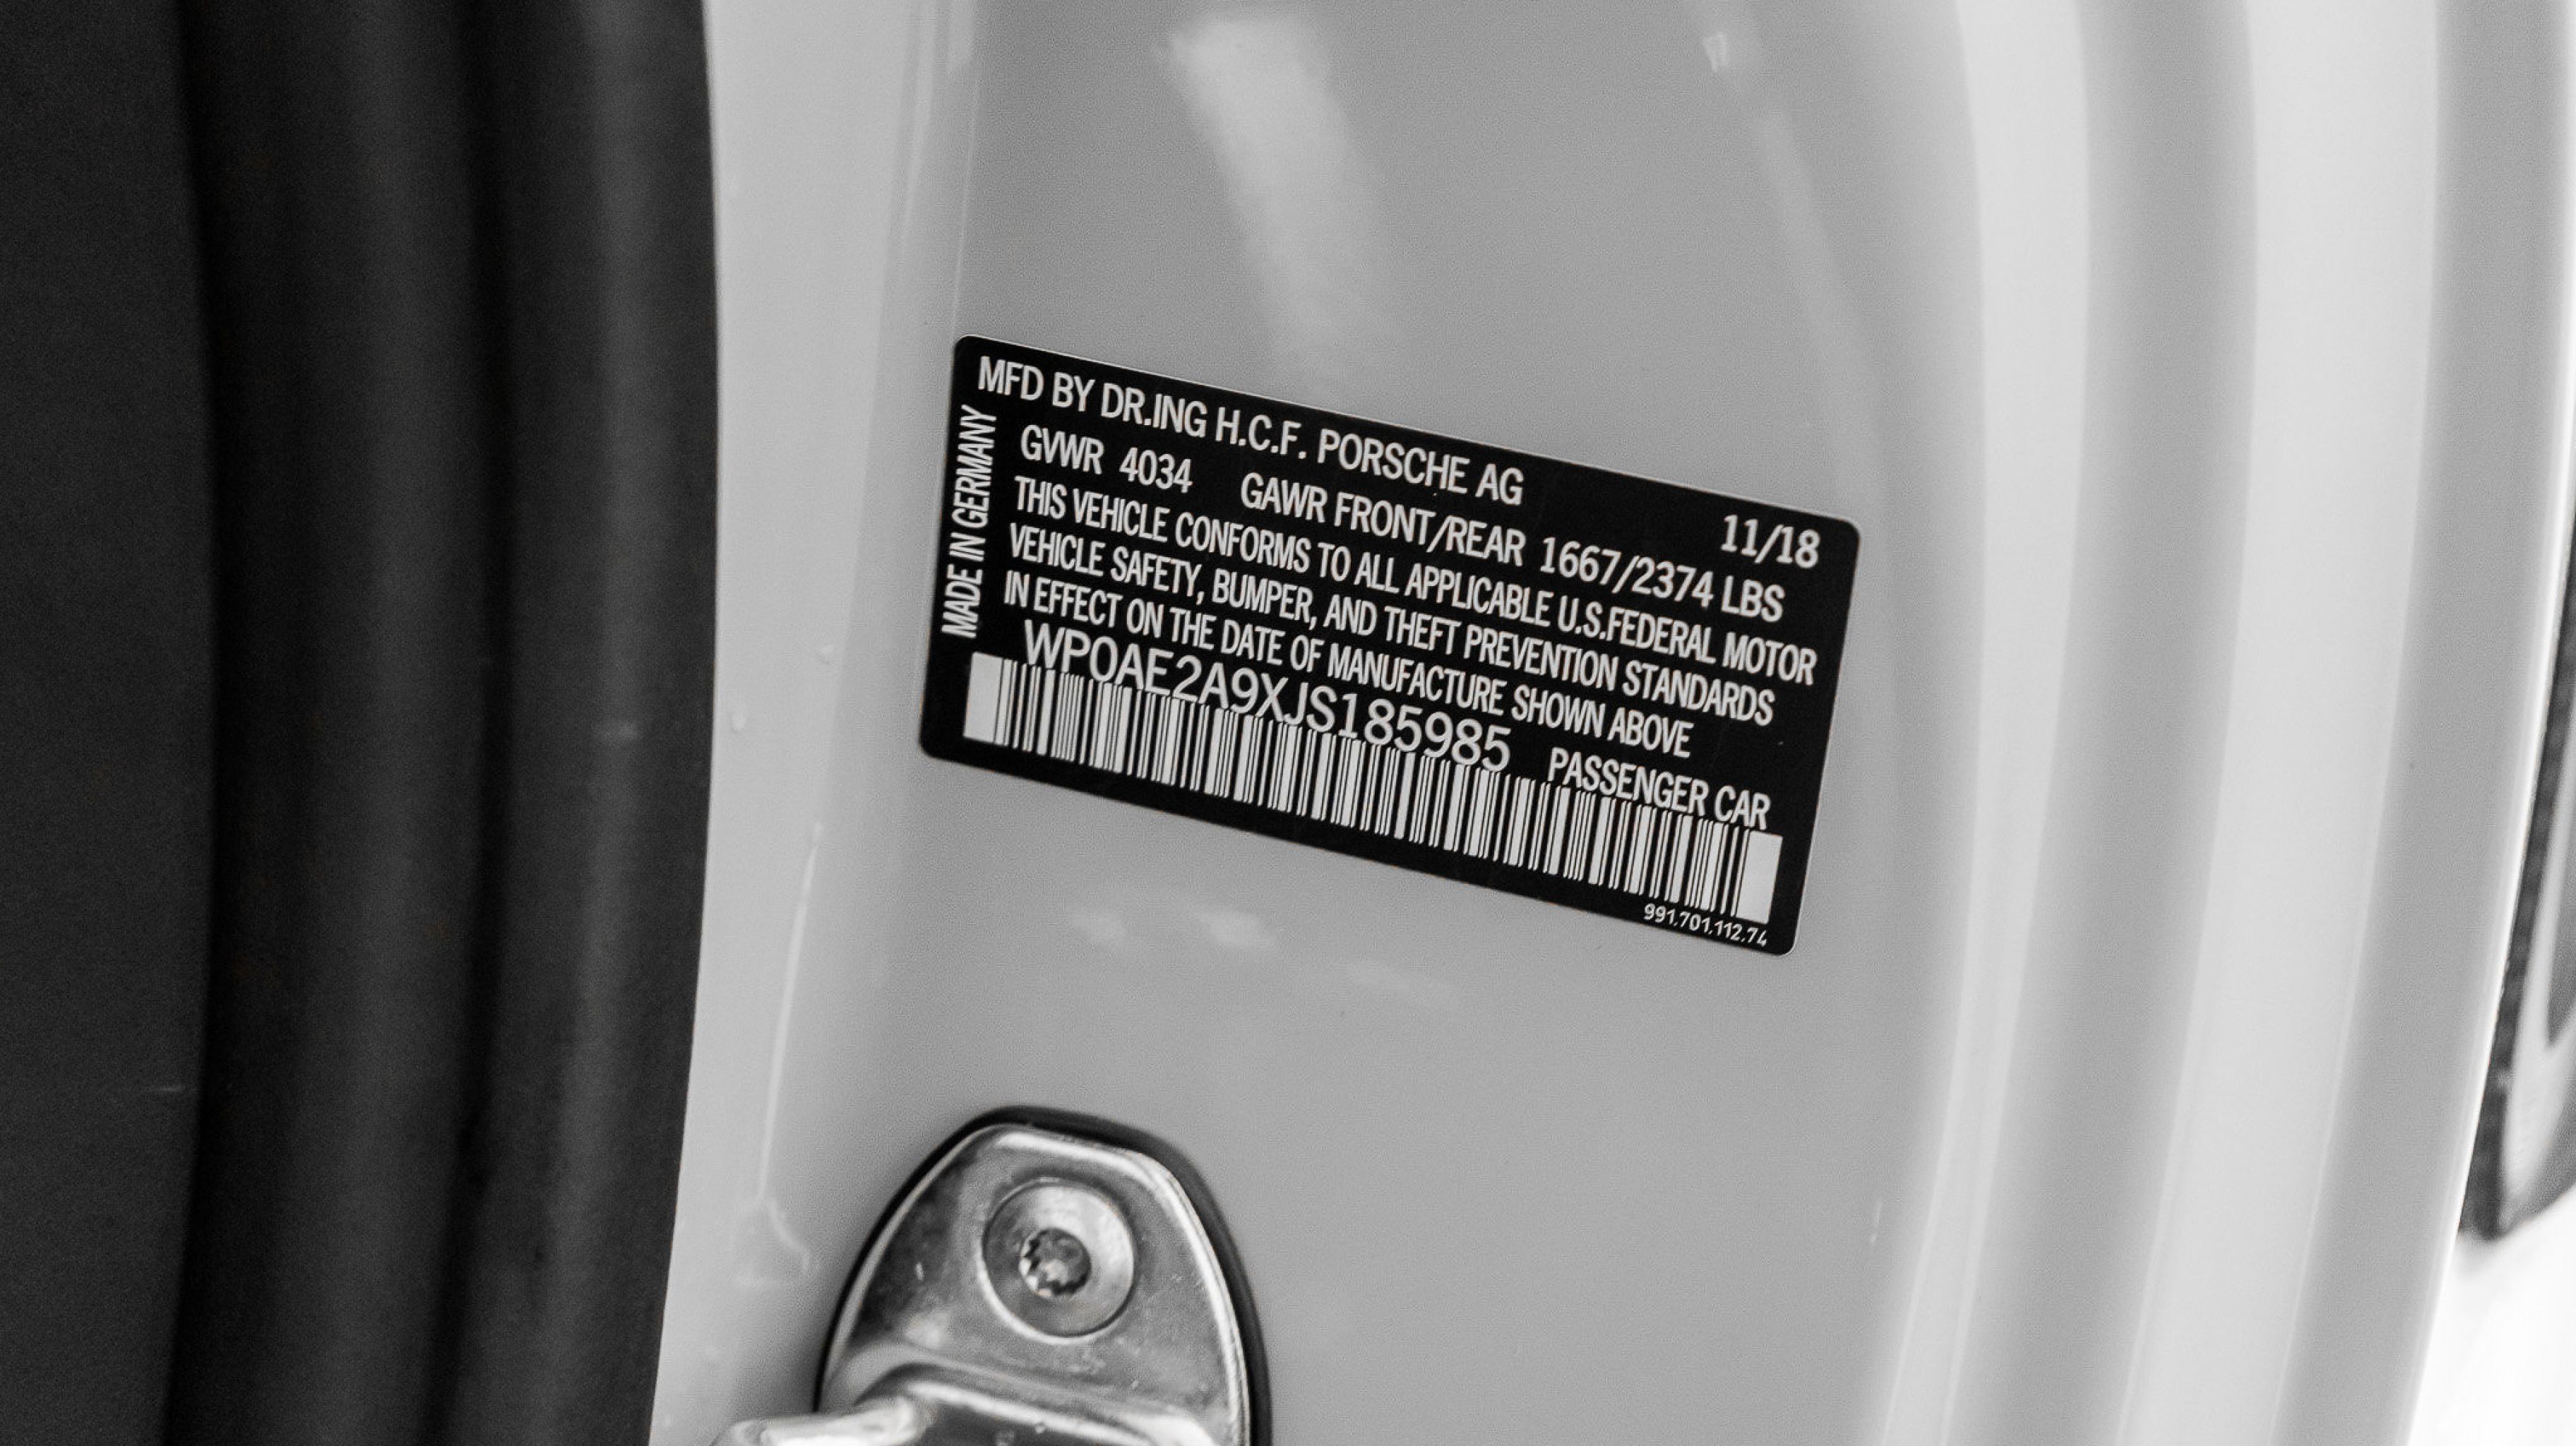 MFD BY DR.ING H.C.F. PORSCHE AG
11/18
GVWR 4034 GAWR FRONT/REAR 1667/2374 LBS
THIS VEHICLE CONFORMS TO ALL APPLICABLE U.S.FEDERAL MOTOR
VEHICLE SAFETY, BUMPER, AND THEFT PREVENTION STANDARDS
IN EFFECT ON THE DATE OF MANUFACTURE SHOWN ABOVE
WP0AE2A9XJS185985 PASSENGER CAR
991.701.112.74
MADE IN GERMANY